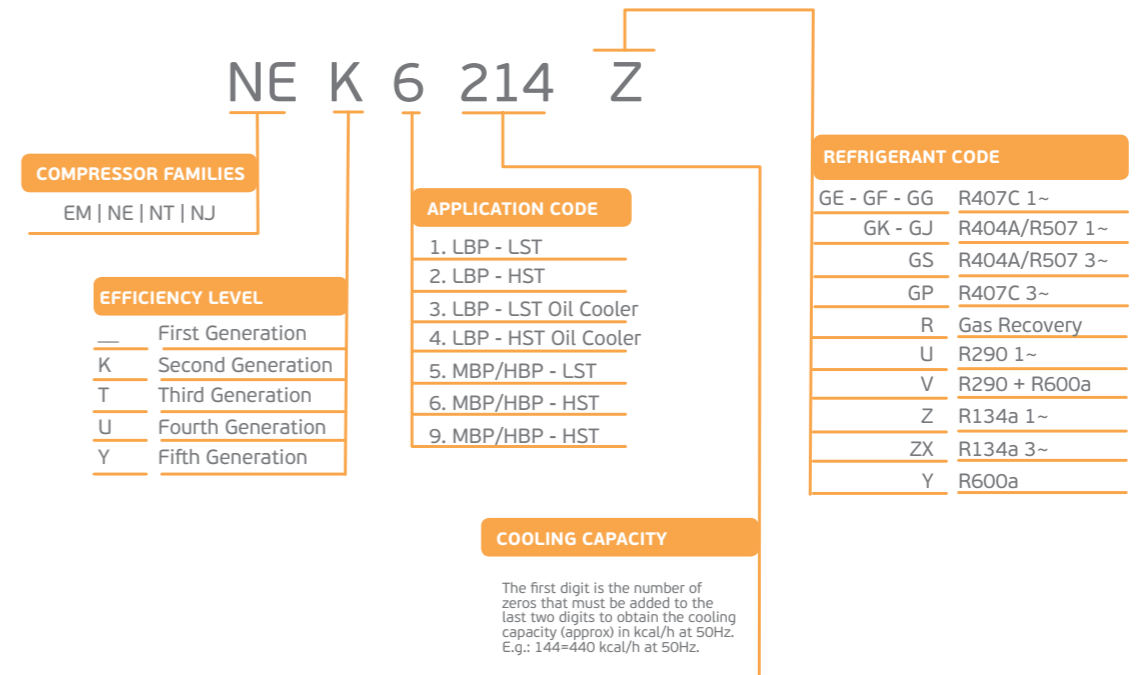 NE K 6 214 Z
COMPRESSOR FAMILIES
EM | NE | NT | NJ
EFFICIENCY LEVEL
__ First Generation
K Second Generation
T Third Generation
U Fourth Generation
Y Fifth Generation
APPLICATION CODE
1. LBP - LST
2. LBP - HST
3. LBP - LST Oil Cooler
4. LBP - HST Oil Cooler
5. MBP/HBP - LST
6. MBP/HBP - HST
9. MBP/HBP - HST
COOLING CAPACITY
The first digit is the number of
zeros that must be added to the
last two digits to obtain the cooling
capacity (approx) in kcal/h at 50Hz.
E.g.: 144=440 kcal/h at 50Hz.
REFRIGERANT CODE
GE - GF - GG R407C 1~
GK - GJ R404A/R507 1~
GS R404A/R507 3~
GP R407C 3~
R Gas Recovery
U R290 1~
V R290 + R600a
Z R134a 1~
ZX R134a 3~
Y R600a